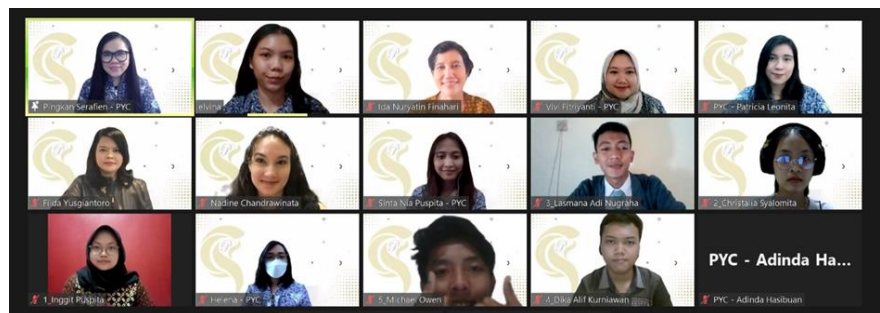 Pingkan Serafien - PYC
elvina
Ida Nuryatin Finahari
Vivi Fitriyanti - PYC
PYC - Patricia Leonita
Filda Yusgiantoro
Nadine Chandrawinata
Sinta Nia Puspita - PYC
3_Lasmana Adi Nugraha
2_Christalia Syalomita
1_Inggit Puspita
Helena - PYC
5_Michael Owen
4_Dika Alif Kurniawan
PYC - Adinda Ha...
PYC - Adinda Hasibuan